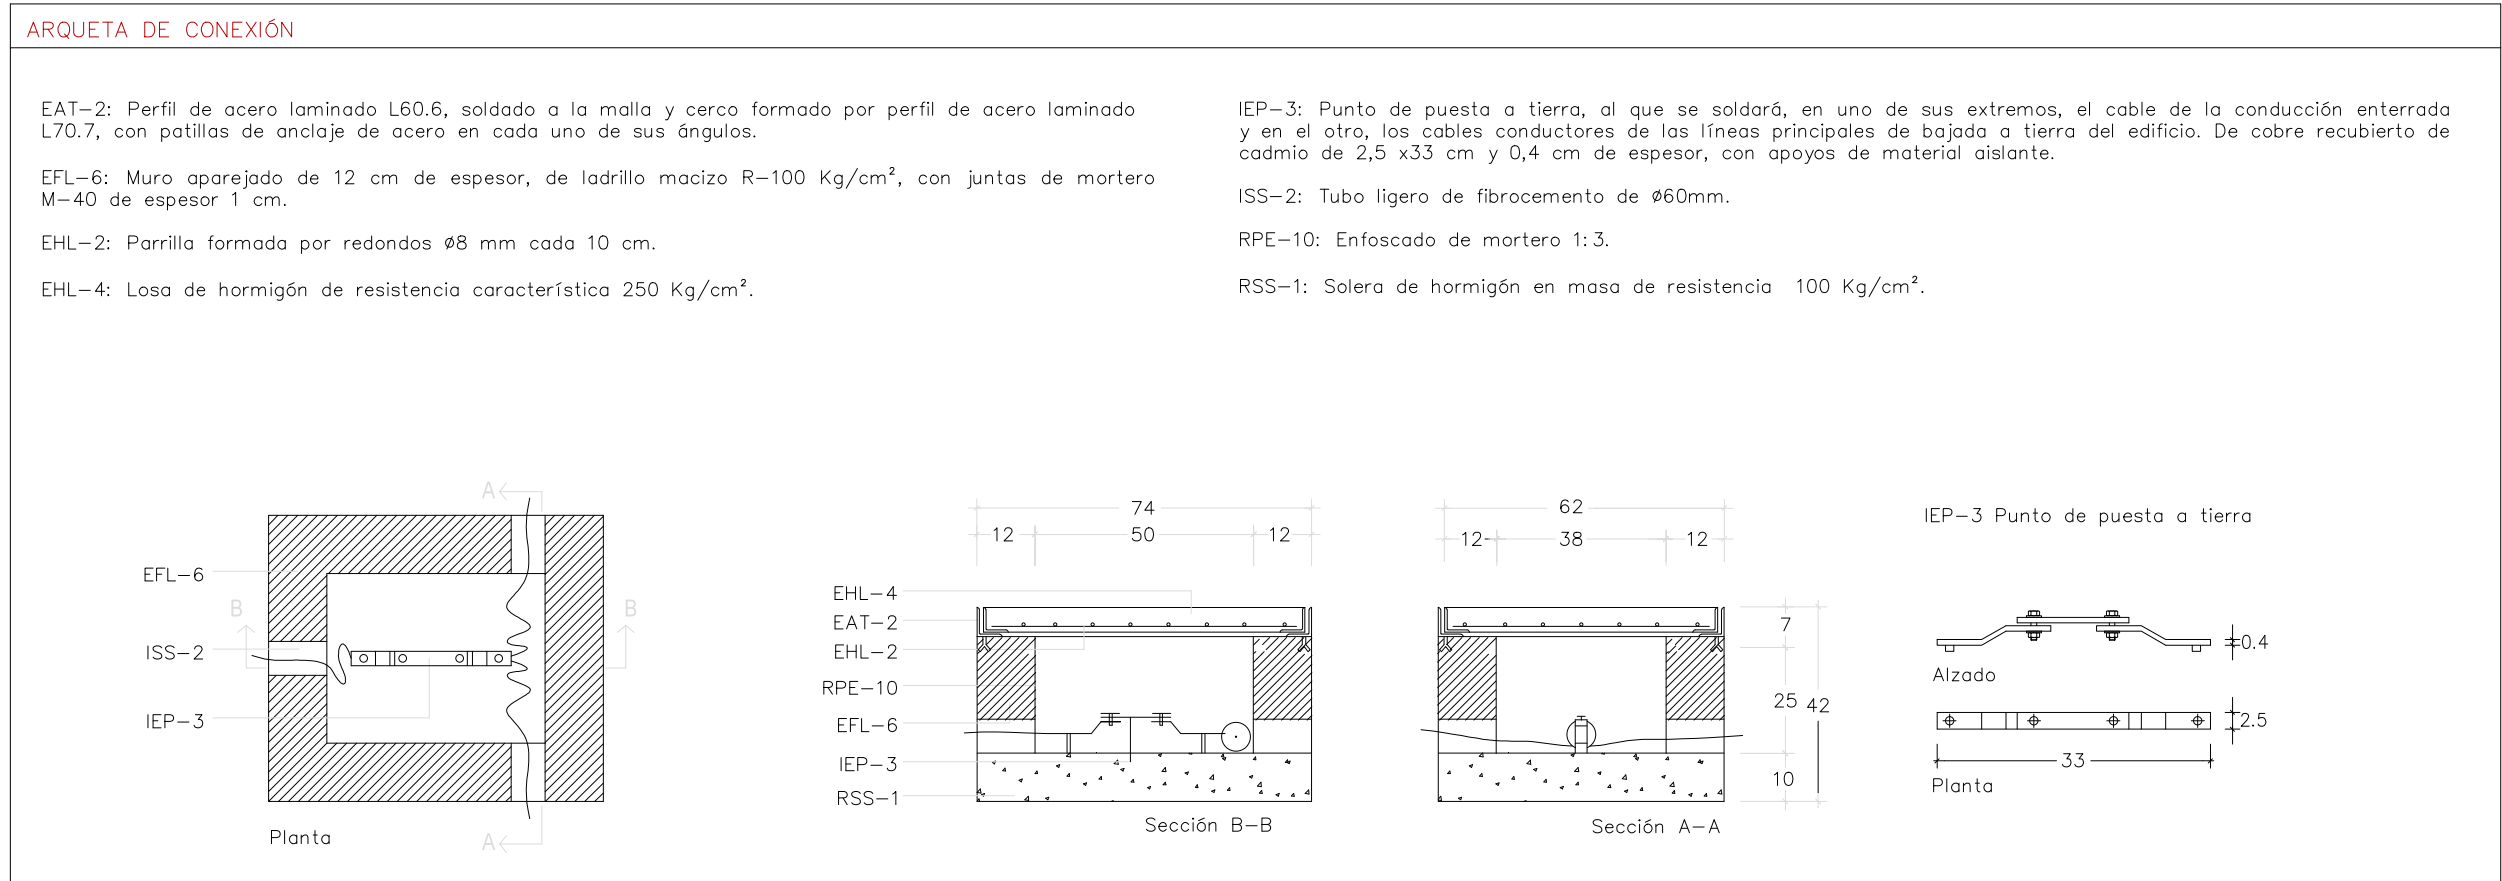 ARQUETA DE CONEXIÓN
EAT-2: Perfil de acero laminado L60.6, soldado a la malla y cerco formado por perfil de acero laminado
L70.7, con patillas de anclaje de acero en cada uno de sus ángulos.
EFL-6: Muro aparejado de 12 cm de espesor, de ladrillo macizo R-100 Kg/cm², con juntas de mortero
M-40 de espesor 1 cm.
EHL-2: Parrilla formada por redondos ø8 mm cada 10 cm.
EHL-4: Losa de hormigón de resistencia característica 250 Kg/cm².
IEP-3: Punto de puesta a tierra, al que se soldará, en uno de sus extremos, el cable de la conducción enterrada
y en el otro, los cables conductores de las líneas principales de bajada a tierra del edificio. De cobre recubierto de
cadmio de 2,5 x33 cm y 0,4 cm de espesor, con apoyos de material aislante.
ISS-2: Tubo ligero de fibrocemento de ø60mm.
RPE-10: Enfoscado de mortero 1:3.
RSS-1: Solera de hormigón en masa de resistencia 100 Kg/cm².
A
EFL-6
B
B
ISS-2
IEP-3
Planta
A
74
12
50
12
EHL-4
EAT-2
EHL-2
RPE-10
EFL-6
IEP-3
RSS-1
Sección B-B
62
12
38
12
7
25
42
10
Sección A-A
IEP-3 Punto de puesta a tierra
0.4
Alzado
2.5
33
Planta